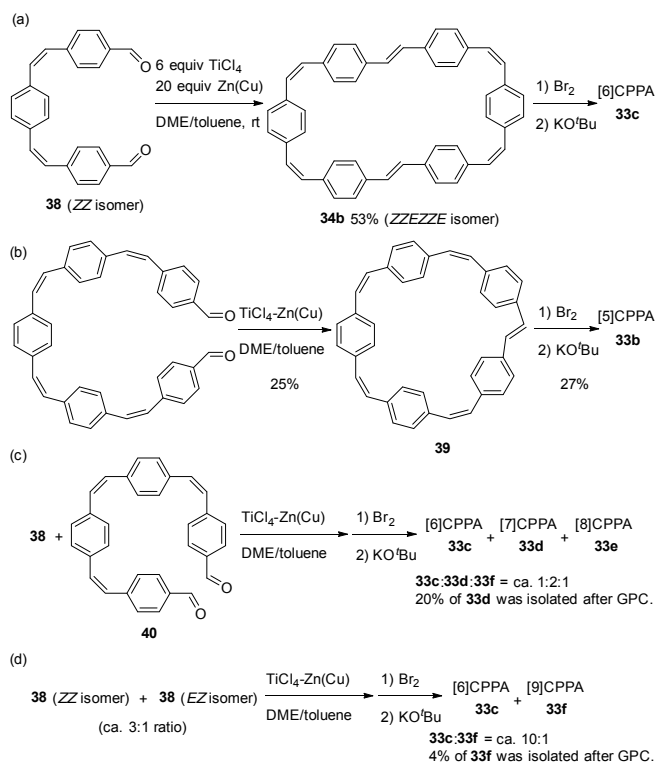 (a)
6 equiv TiCl4
20 equiv Zn(Cu)
DME/toluene, rt
1) Br2
2) KOtBu
[6]CPPA
33c
O
O
38 (ZZ isomer)
34b 53% (ZZEZZE isomer)
(b)
O
O
TiCl4-Zn(Cu)
DME/toluene
25%
1) Br2
2) KOtBu
27%
[5]CPPA
33b
39
(c)
38 +
O
O
40
TiCl4-Zn(Cu)
DME/toluene
1) Br2
2) KOtBu
[6]CPPA + [7]CPPA + [8]CPPA
33c 33d 33e
33c:33d:33f = ca. 1:2:1
20% of 33d was isolated after GPC.
(d)
38 (ZZ isomer) + 38 (EZ isomer)
(ca. 3:1 ratio)
TiCl4-Zn(Cu)
DME/toluene
1) Br2
2) KOtBu
[6]CPPA + [9]CPPA
33c 33f
33c:33f = ca. 10:1
4% of 33f was isolated after GPC.